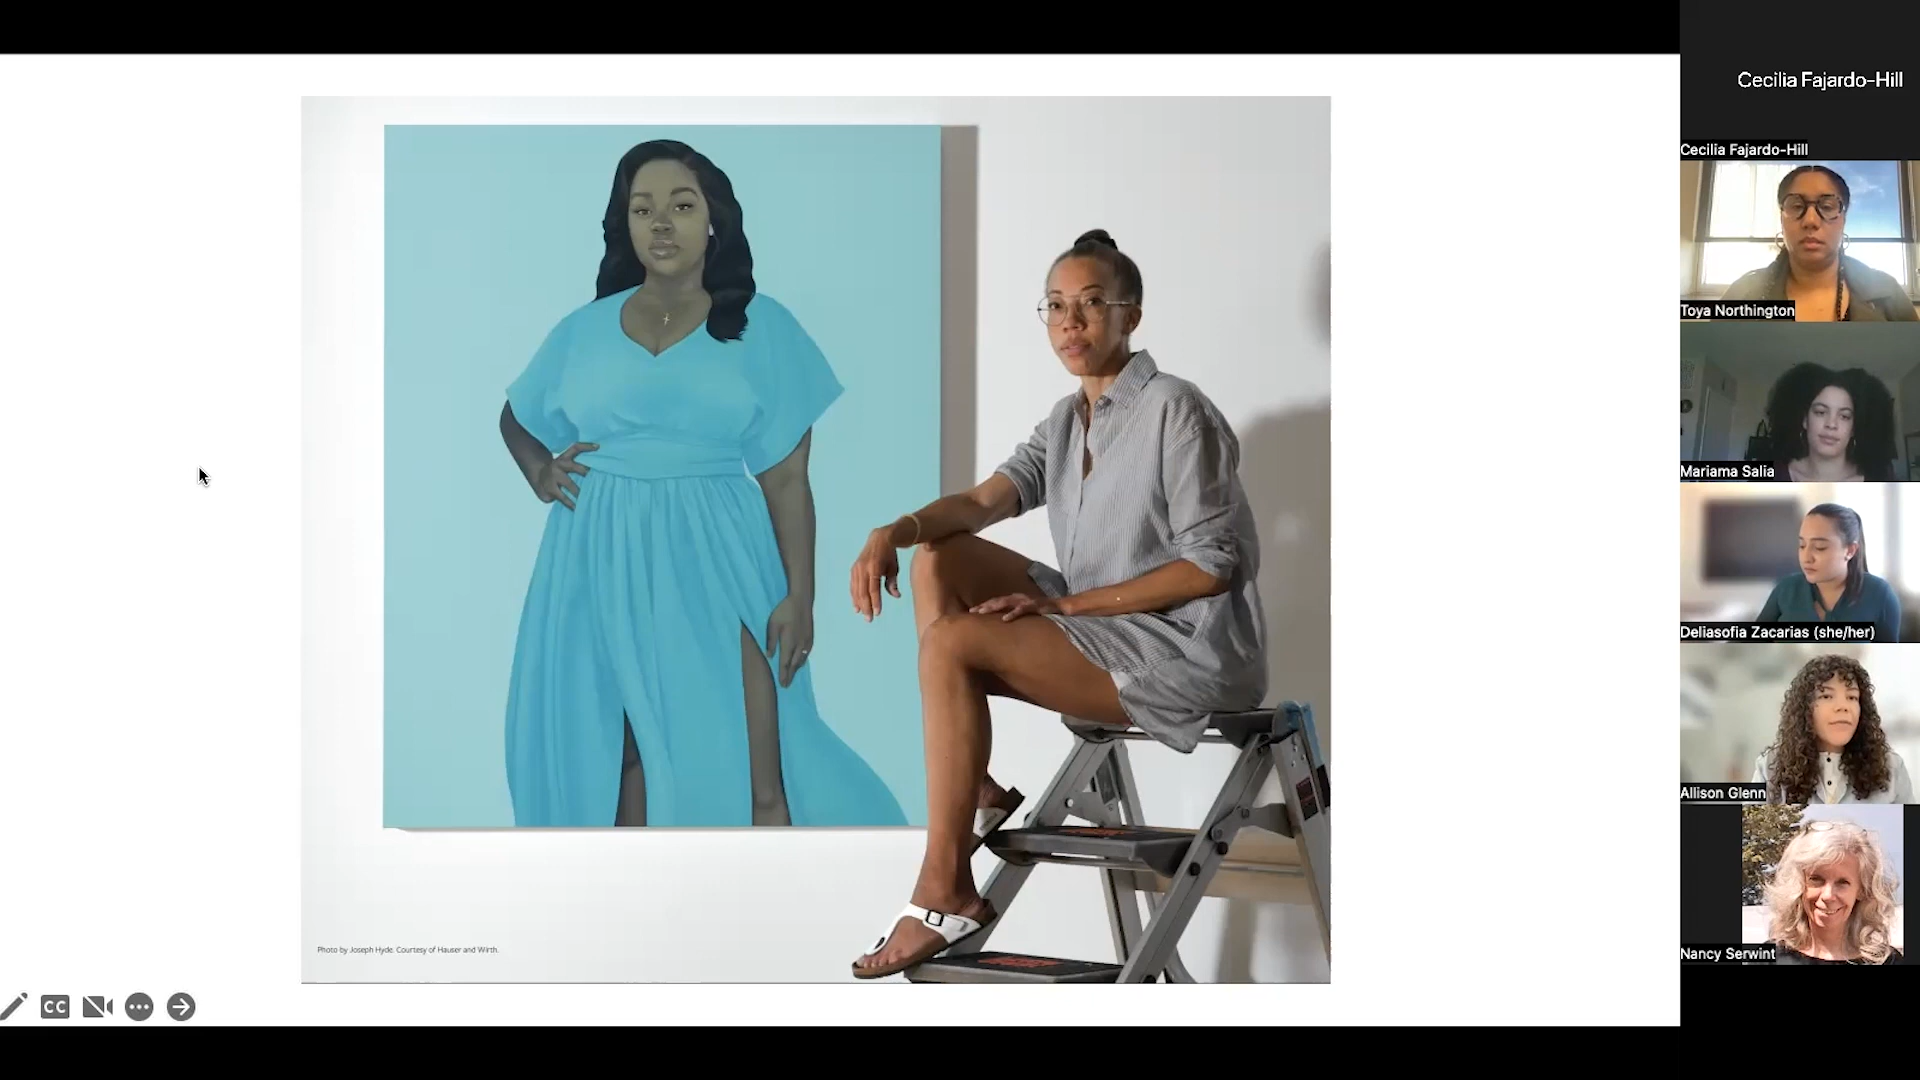 Cecilia Fajardo-Hill
Cecilia Fajardo-Hill
Toya Northington
Mariama Salia
Deliasofia Zacarias (she/her)
Allison Glenn
Nancy Serwint
Photo by Joseph Hyde. Courtesy of Hauser and Wirth.
CC